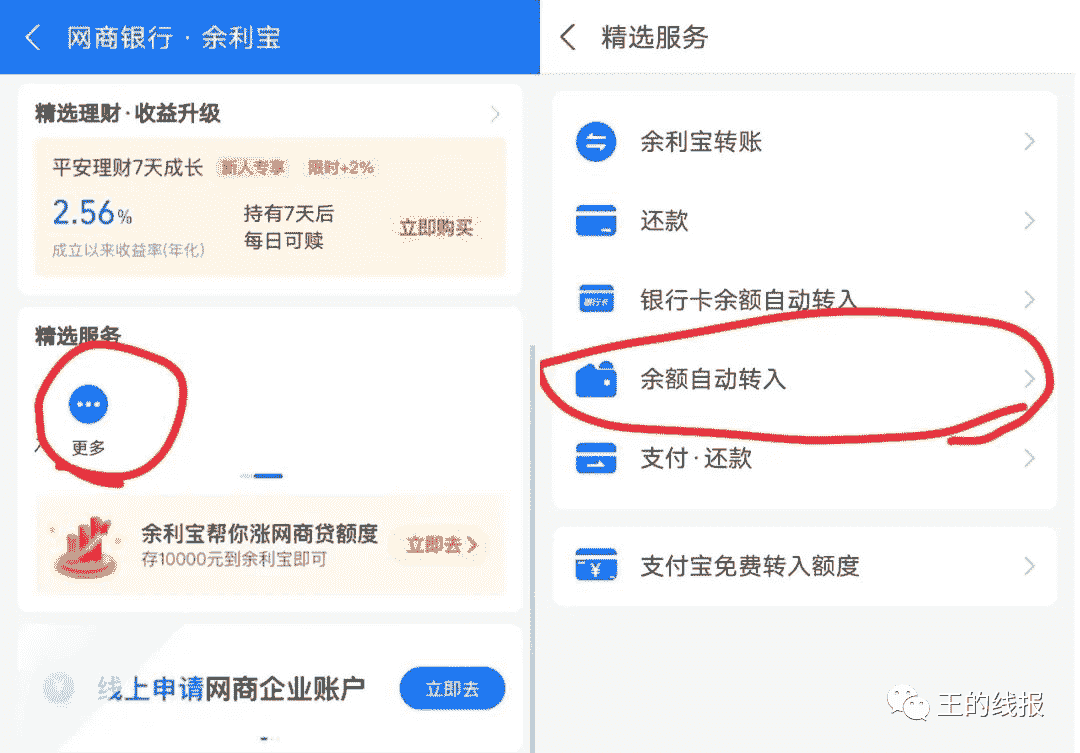 网商银行·余利宝
精选理财·收益升级
平安理财7天成长 新人专享 限时+2%
2.56%
成立以来收益率(年化)
持有7天后
每日可赎
立即购买
精选服务
更多
余利宝帮你涨网商贷额度
存10000元到余利宝即可
立即去
线上申请网商企业账户
立即去
精选服务
余利宝转账
还款
银行卡
银行卡余额自动转入
余额自动转入
支付·还款
支付宝免费转入额度
王的线报